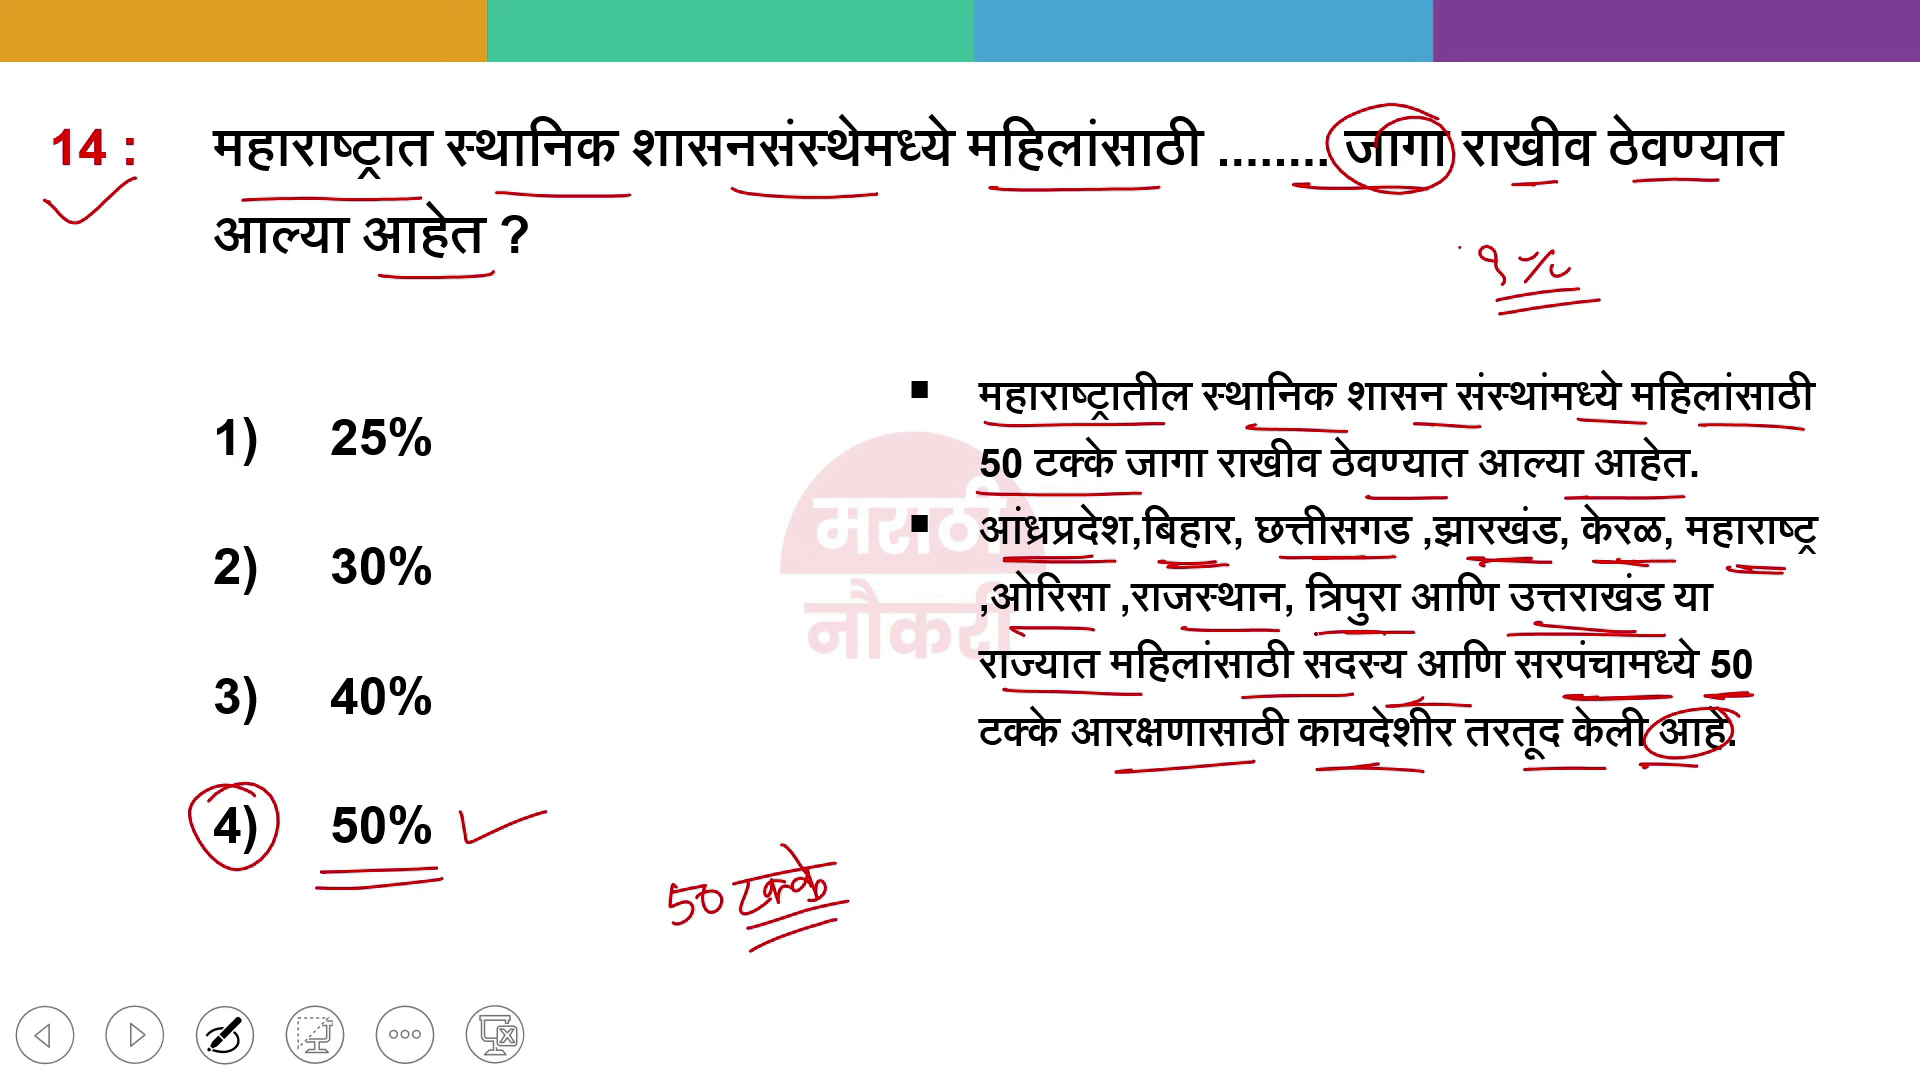 14 : महाराष्ट्रात स्थानिक शासनसंस्थेमध्ये महिलांसाठी ........ जागा राखीव ठेवण्यात
आल्या आहेत ?
1) 25%
2) 30%
3) 40%
4) 50%
50 टक्के
■ महाराष्ट्रातील स्थानिक शासन संस्थांमध्ये महिलांसाठी
50 टक्के जागा राखीव ठेवण्यात आल्या आहेत.
■ आंध्रप्रदेश,बिहार, छत्तीसगड ,झारखंड, केरळ, महाराष्ट्र
,ओरिसा ,राजस्थान, त्रिपुरा आणि उत्तराखंड या
राज्यात महिलांसाठी सदस्य आणि सरपंचामध्ये 50
टक्के आरक्षणासाठी कायदेशीर तरतूद केली आहे.
मराठी
नौकरी